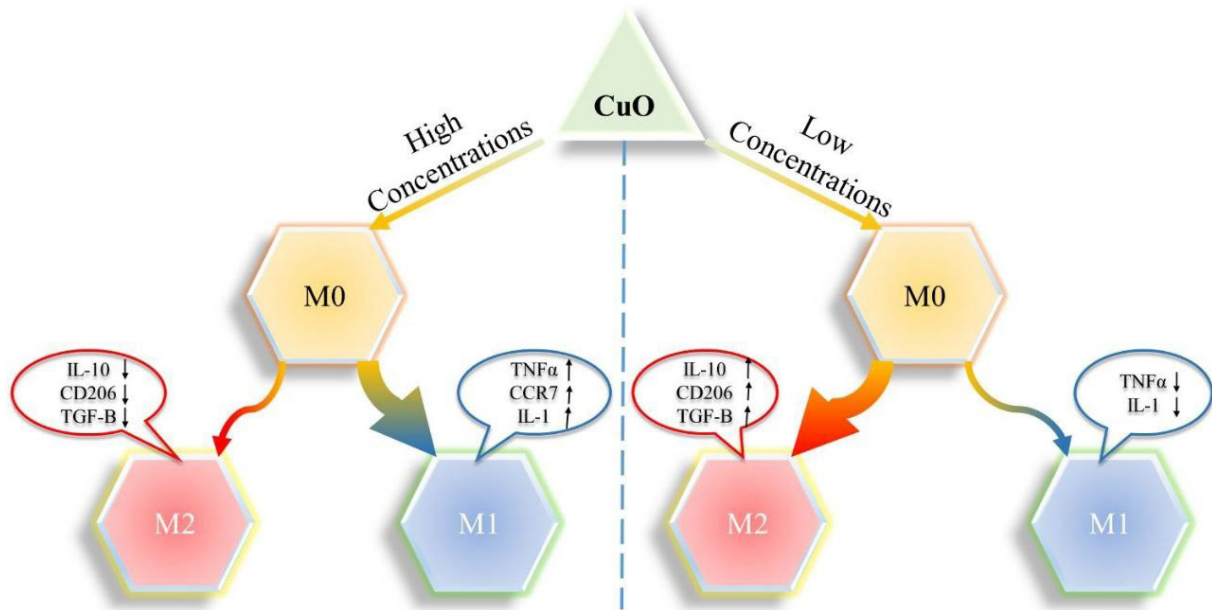 CuO
High
Concentrations
Low
Concentrations
M0
M0
IL-10 ↓
CD206 ↓
TGF-B ↓
TNFα ↑
CCR7 ↑
IL-1 ↑
IL-10 ↑
CD206 ↑
TGF-B ↑
TNFα ↓
IL-1 ↓
M2
M1
M2
M1